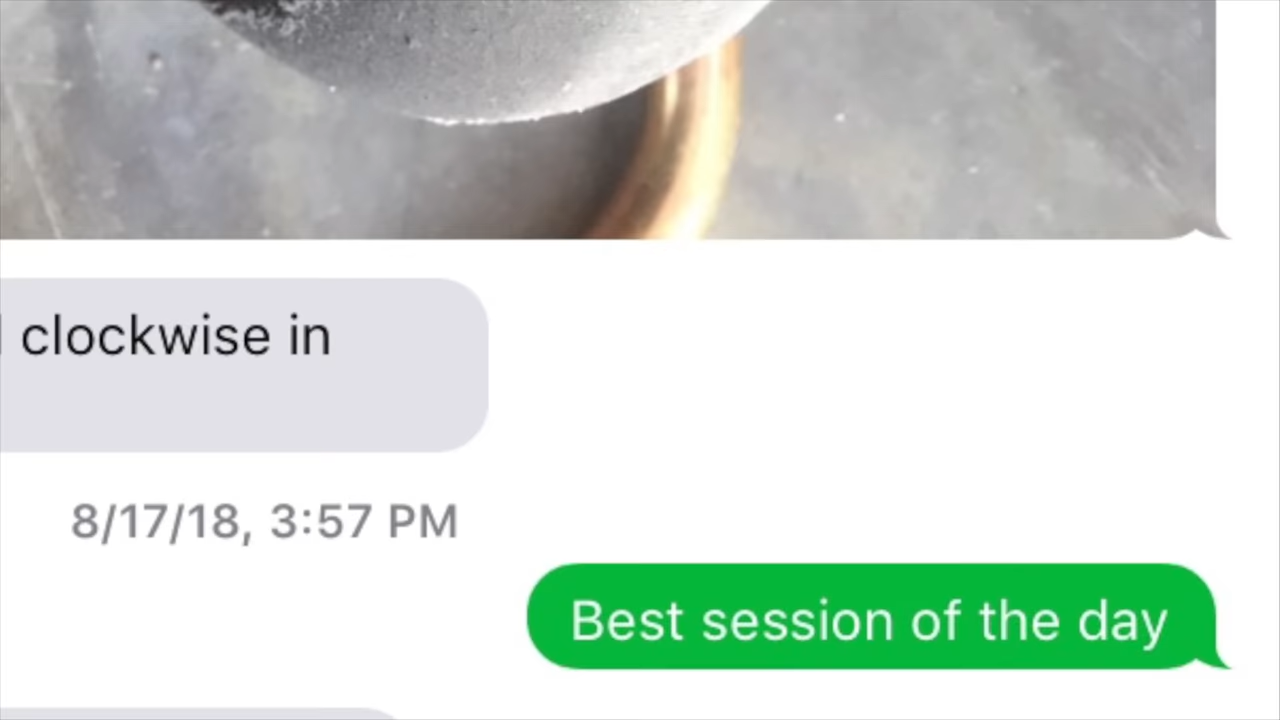 clockwise in
8/17/18, 3:57 PM
Best session of the day